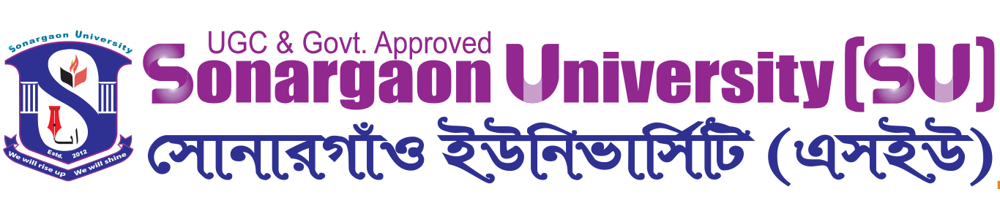 Sonargaon University
Estd. 2012
We will rise up We will shine
UGC & Govt. Approved
Sonargaon University (SU)
সোনারগাঁও ইউনিভার্সিটি (এসইউ)